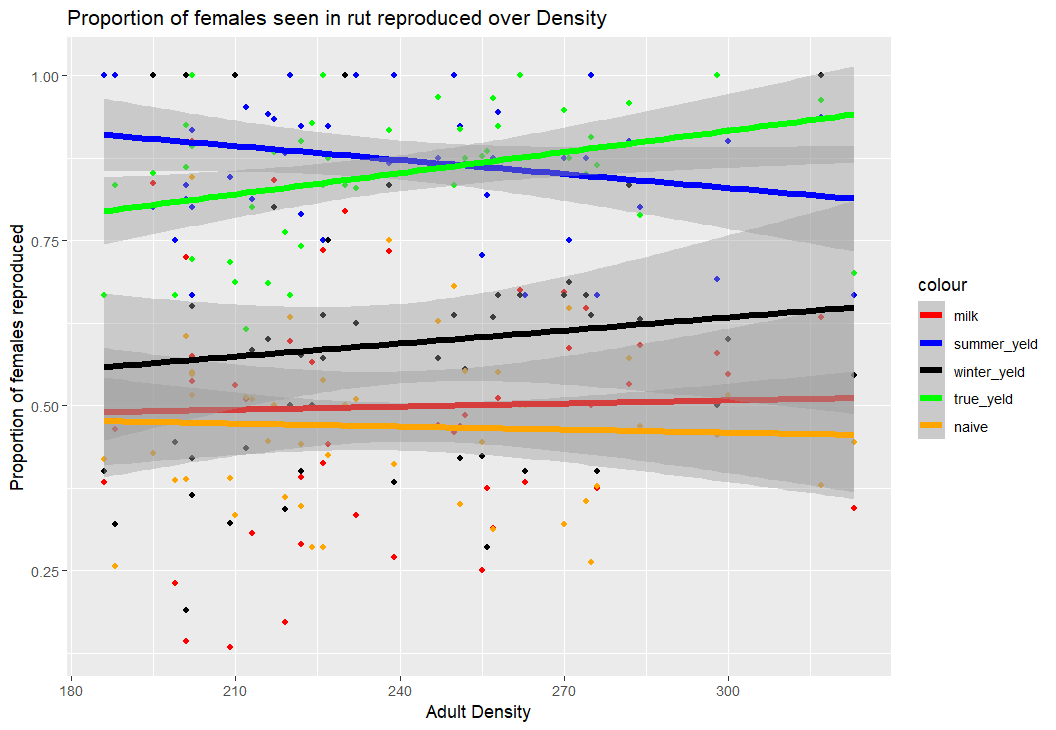 Proportion of females seen in rut reproduced over Density
Proportion of females reproduced
1.00
0.75
0.50
0.25
180
210
240
270
300
Adult Density
colour
milk
summer_yeld
winter_yeld
true_yeld
naive